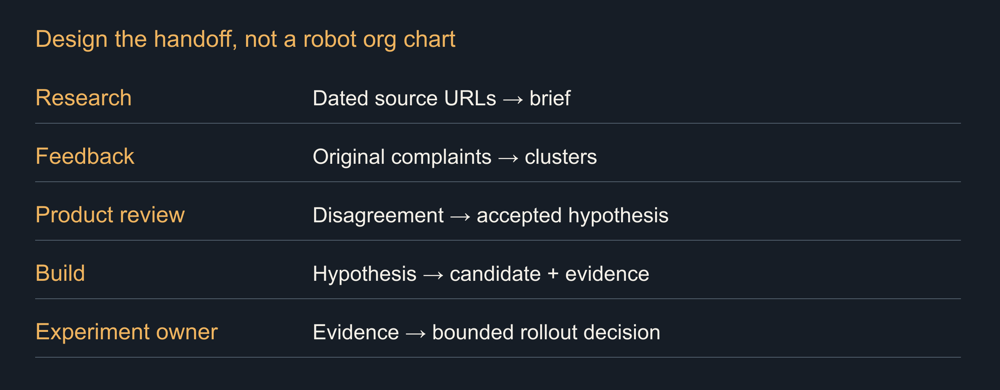 Design the handoff, not a robot org chart
Research Dated source URLs → brief
Feedback Original complaints → clusters
Product review Disagreement → accepted hypothesis
Build Hypothesis → candidate + evidence
Experiment owner Evidence → bounded rollout decision